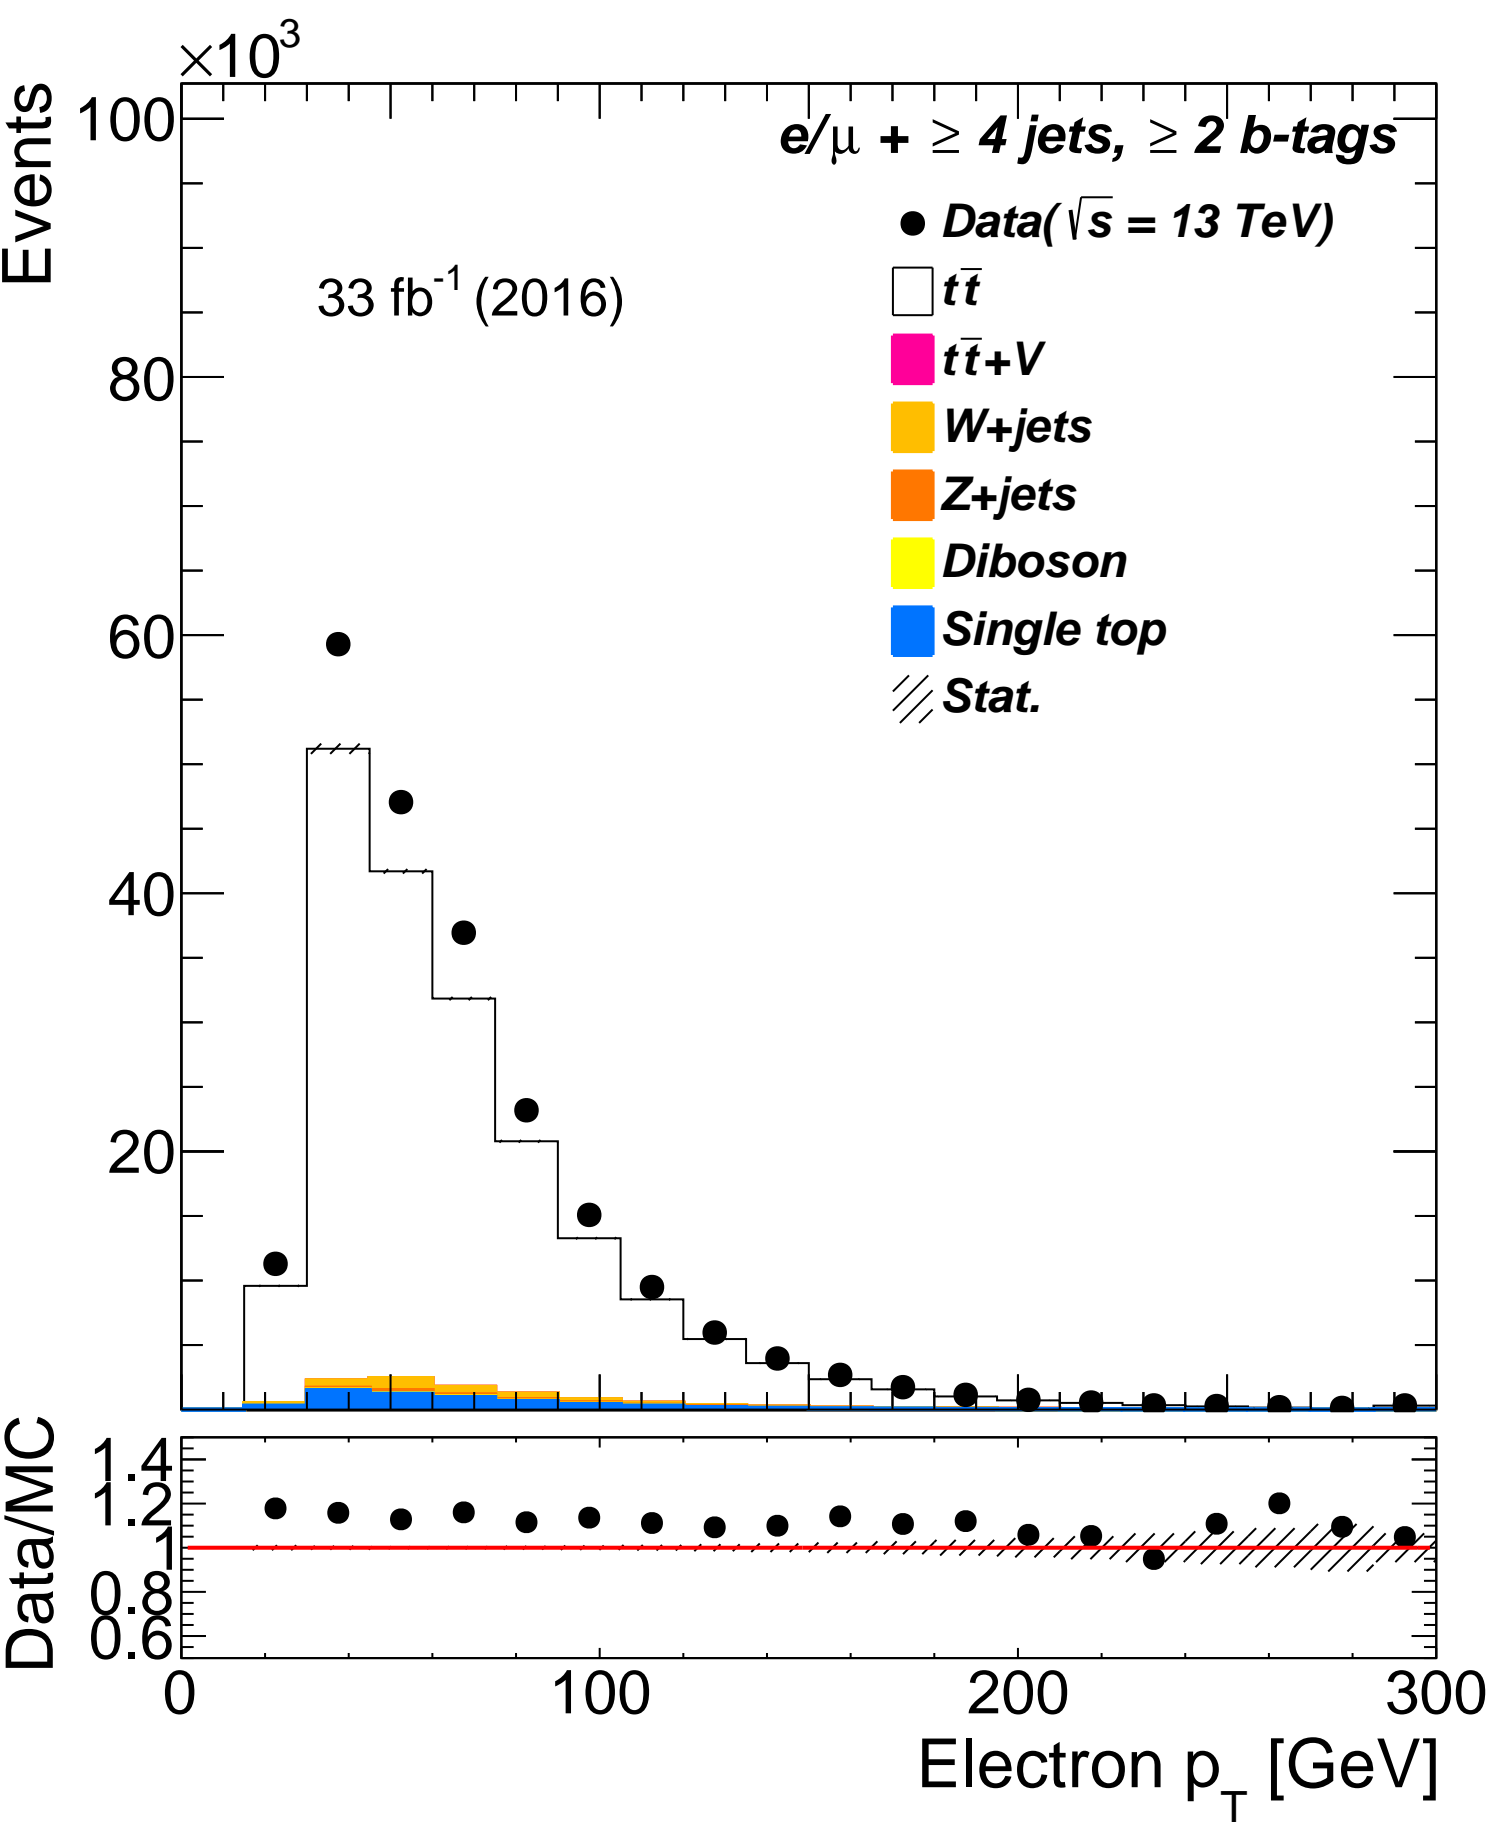 ×10³
Events
100
80
60
40
20
e/μ + ≥ 4 jets, ≥ 2 b-tags
33 fb⁻¹ (2016)
Data(√s = 13 TeV)
tt̅
tt̅+V
W+jets
Z+jets
Diboson
Single top
Stat.
Data/MC
1.4
1.2
1
0.8
0.6
0 100 200 300
Electron p_T [GeV]